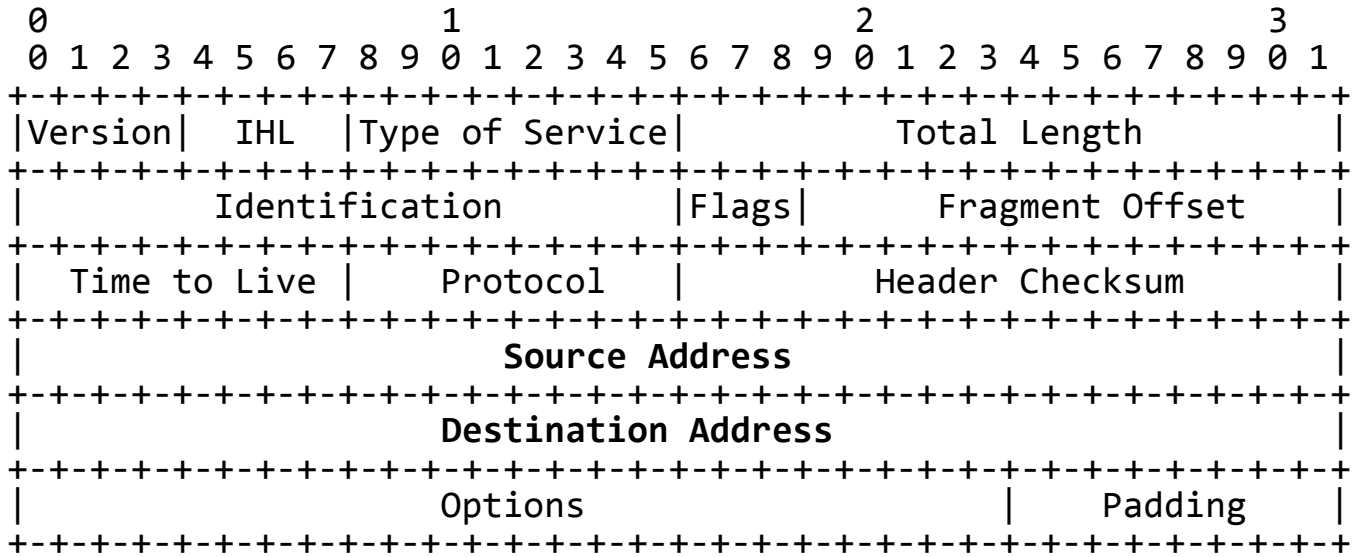 0                   1                   2                   3
 0 1 2 3 4 5 6 7 8 9 0 1 2 3 4 5 6 7 8 9 0 1 2 3 4 5 6 7 8 9 0 1
+-+-+-+-+-+-+-+-+-+-+-+-+-+-+-+-+-+-+-+-+-+-+-+-+-+-+-+-+-+-+-+-+
|Version|  IHL  |Type of Service|          Total Length         |
+-+-+-+-+-+-+-+-+-+-+-+-+-+-+-+-+-+-+-+-+-+-+-+-+-+-+-+-+-+-+-+-+
|         Identification        |Flags|      Fragment Offset    |
+-+-+-+-+-+-+-+-+-+-+-+-+-+-+-+-+-+-+-+-+-+-+-+-+-+-+-+-+-+-+-+-+
|  Time to Live |    Protocol   |         Header Checksum       |
+-+-+-+-+-+-+-+-+-+-+-+-+-+-+-+-+-+-+-+-+-+-+-+-+-+-+-+-+-+-+-+-+
|                       Source Address                          |
+-+-+-+-+-+-+-+-+-+-+-+-+-+-+-+-+-+-+-+-+-+-+-+-+-+-+-+-+-+-+-+-+
|                    Destination Address                        |
+-+-+-+-+-+-+-+-+-+-+-+-+-+-+-+-+-+-+-+-+-+-+-+-+-+-+-+-+-+-+-+-+
|                    Options                    |    Padding    |
+-+-+-+-+-+-+-+-+-+-+-+-+-+-+-+-+-+-+-+-+-+-+-+-+-+-+-+-+-+-+-+-+